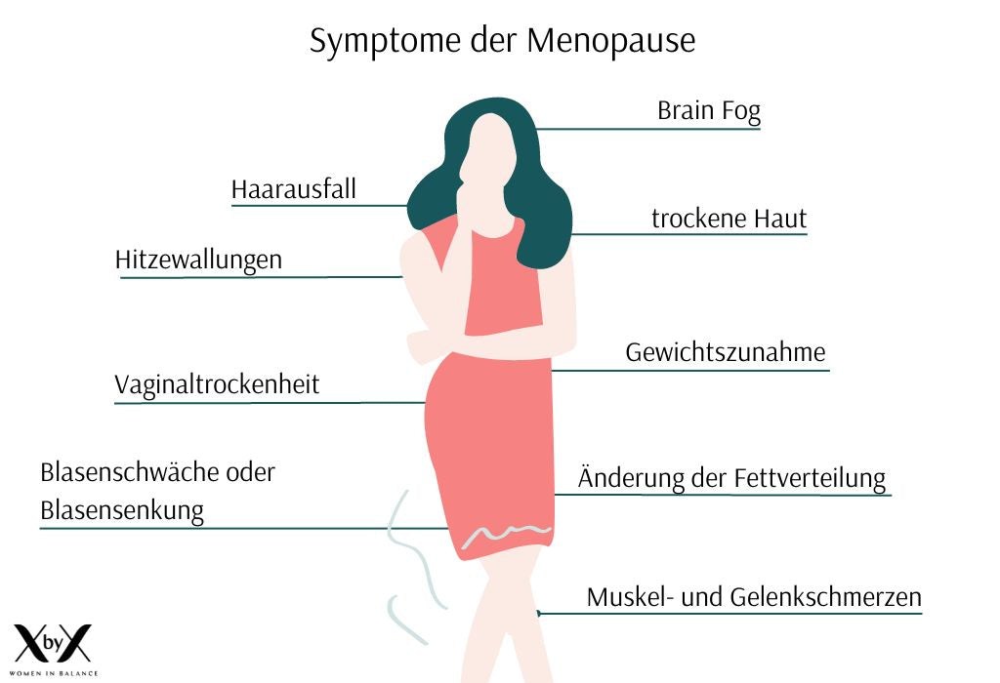 Symptome der Menopause
Brain Fog
Haarausfall
trockene Haut
Hitzewallungen
Gewichtszunahme
Vaginaltrockenheit
Blasenschwäche oder
Blasensenkung
Änderung der Fettverteilung
Muskel- und Gelenkschmerzen
XbyX
WOMEN IN BALANCE